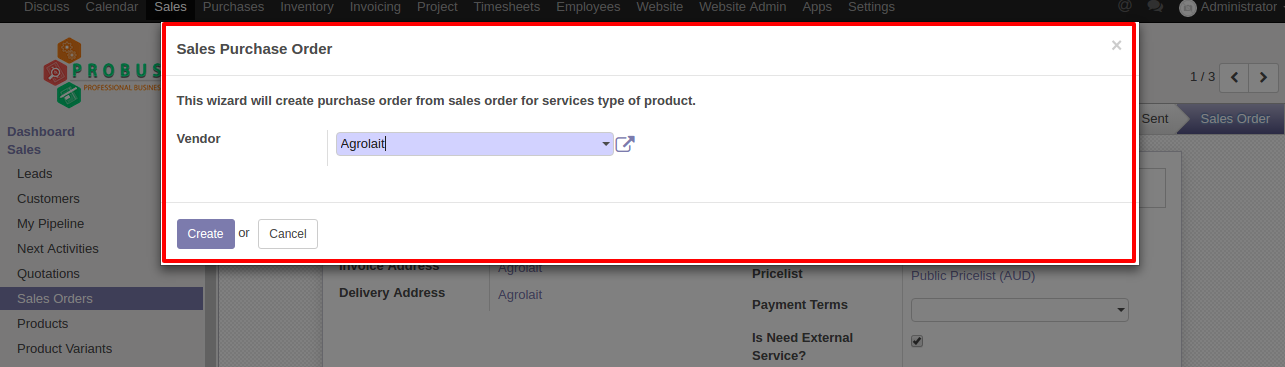 Discuss Calendar Sales Purchases Inventory Invoicing Project Timesheets Employees Website Website Admin Apps Settings @ Administrator
Sales Purchase Order ×
PROBUS
PROFESSIONAL BUSINES
1 / 3
This wizard will create purchase order from sales order for services type of product.
Sent Sales Order
Dashboard
Vendor Agrolait
Sales
Leads
Customers
My Pipeline
Create or Cancel
Next Activities
Quotations
Invoice Address Agrolait
Pricelist Public Pricelist (AUD)
Sales Orders
Delivery Address Agrolait
Payment Terms
Products
Is Need External
Service?
Product Variants